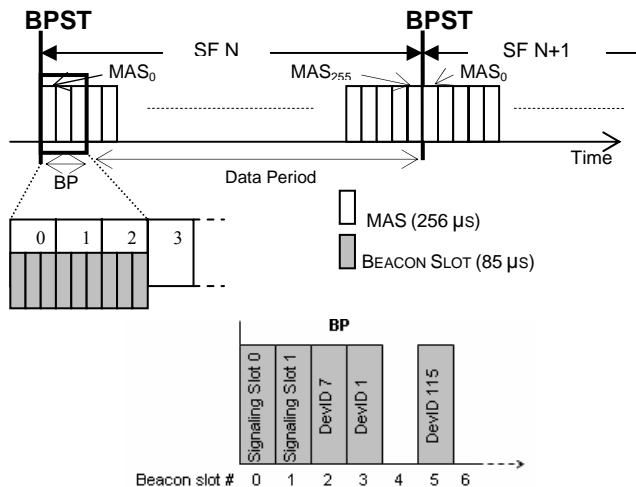 BPST BPST
SF N SF N+1
MAS0 MAS255 MAS0
Time
BP Data Period
MAS (256 µs)
0 1 2 3
BEACON SLOT (85 µs)
BP
Signaling Slot 0
Signaling Slot 1
DevID 7
DevID 1
DevID 115
Beacon slot # 0 1 2 3 4 5 6